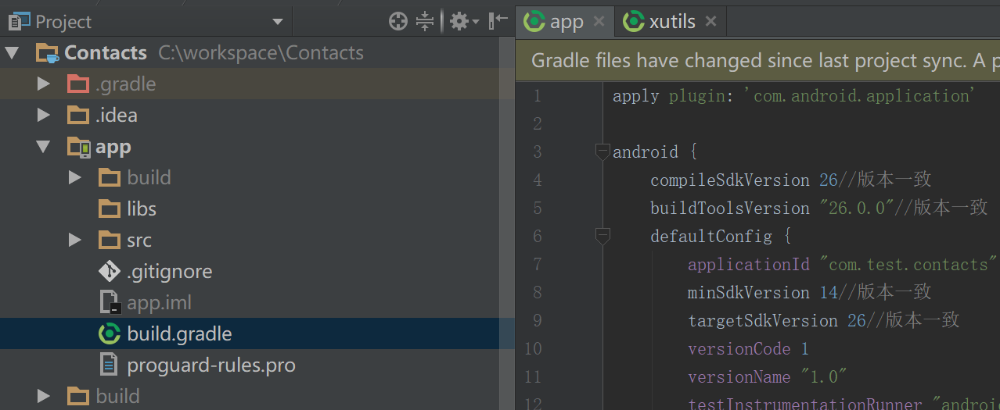 Project
Contacts C:\workspace\Contacts
.gradle
.idea
app
build
libs
src
.gitignore
app.iml
build.gradle
proguard-rules.pro
build
app xutils
Gradle files have changed since last project sync. A p
1 apply plugin: 'com.android.application'
2
3 android {
4 compileSdkVersion 26//版本一致
5 buildToolsVersion "26.0.0"//版本一致
6 defaultConfig {
7 applicationId "com.test.contacts"
8 minSdkVersion 14//版本一致
9 targetSdkVersion 26//版本一致
10 versionCode 1
11 versionName "1.0"
12 testInstrumentationRunner "androi